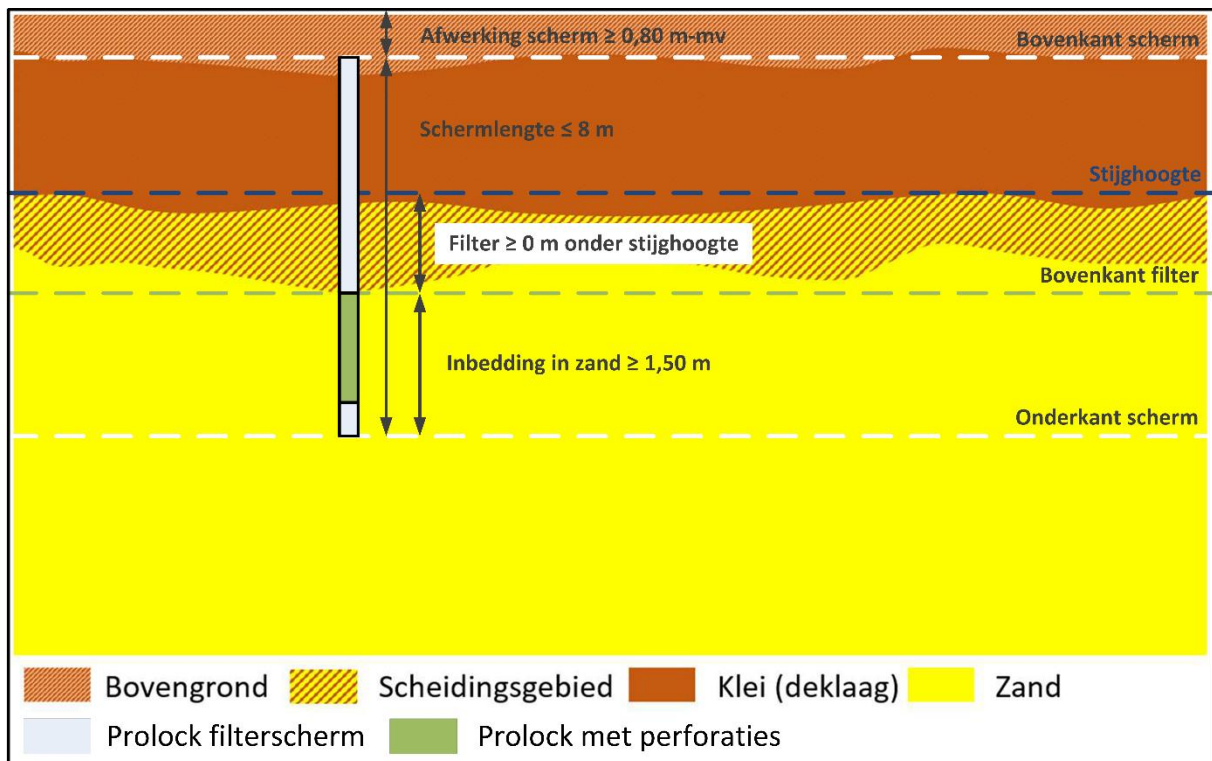 Afwerking scherm ≥ 0,80 m-mv
Bovenkant scherm
Schermlengte ≤ 8 m
Stijghoogte
Filter ≥ 0 m onder stijghoogte
Bovenkant filter
Inbedding in zand ≥ 1,50 m
Onderkant scherm
Bovengrond
Scheidingsgebied
Klei (deklaag)
Zand
Prolock filterscherm
Prolock met perforaties